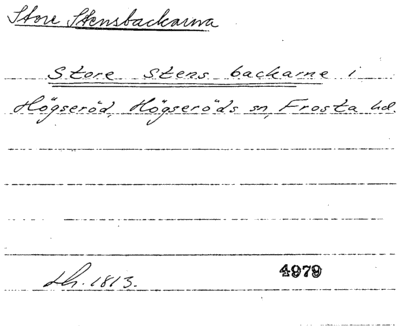 Store Stensbackarna
Store Stens backarne i
Högseröd, Högseröds sn, Frosta hd.
Lh. 1813.
4979